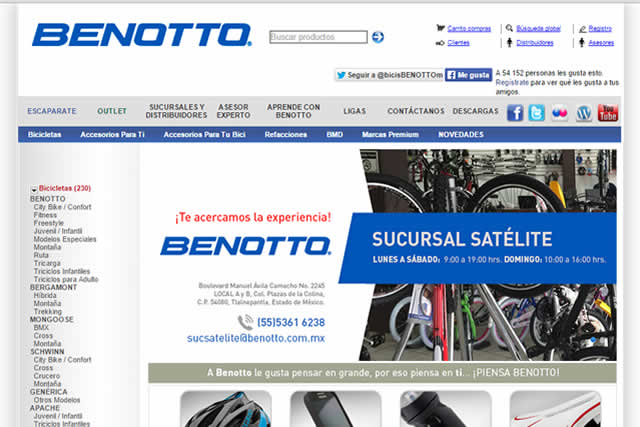 BENOTTO®
Buscar productos
Carrito compras
Búsqueda global
Registro
Clientes
Distribuidores
Asesores
Seguir a @bicisBENOTTOm
Me gusta
A 54 152 personas les gusta esto.
Regístrate para ver qué les gusta a tus
amigos.
ESCAPARATE
OUTLET
SUCURSALES Y
DISTRIBUIDORES
ASESOR
EXPERTO
APRENDE CON
BENOTTO
LIGAS
CONTÁCTANOS
DESCARGAS
You
Tube
Bicicletas
Accesorios Para Ti
Accesorios Para Tu Bici
Refacciones
BMD
Marcas Premium
NOVEDADES
Bicicletas (230)
BENOTTO
City Bike / Confort
Fitness
Freestyle
Juvenil / Infantil
Modelos Especiales
Montaña
Ruta
Tricarga
Triciclos Infantiles
Triciclos para Adulto
BERGAMONT
Híbrida
Montaña
Trekking
MONGOOSE
BMX
Cross
Montaña
SCHWINN
City Bike / Confort
Cross
Crucero
Montaña
GENÉRICA
Otros Modelos
APACHE
Juvenil / Infantil
Triciclos Infantiles
¡Te acercamos la experiencia!
BENOTTO®
Boulevard Manuel Ávila Camacho No. 2245
LOCAL A y B, Col. Plazas de la Colina,
C.P. 54080, Tlalnepantla, Estado de México.
(55)5361 6238
sucsatelite@benotto.com.mx
SUCURSAL SATÉLITE
LUNES A SÁBADO: 9:00 a 19:00 hrs. DOMINGO: 10:00 a 16:00 hrs.
A Benotto le gusta pensar en grande, por eso piensa en ti... ¡PIENSA BENOTTO!